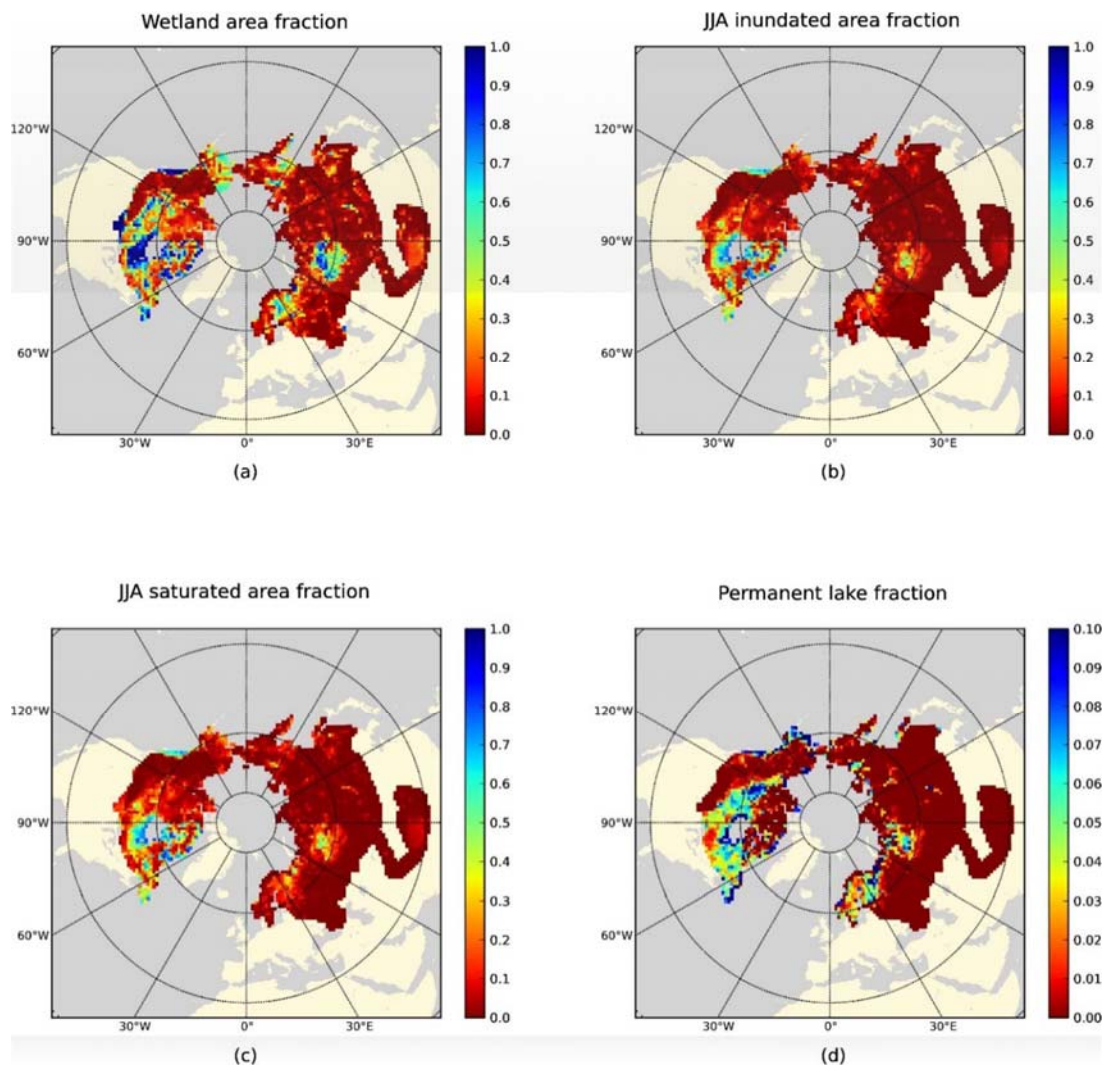 Wetland area fraction
1.0
0.9
0.8
0.7
0.6
0.5
0.4
0.3
0.2
0.1
0.0
120°W
90°W
60°W
30°W 0° 30°E
(a)
JJA inundated area fraction
1.0
0.9
0.8
0.7
0.6
0.5
0.4
0.3
0.2
0.1
0.0
120°W
90°W
60°W
30°W 0° 30°E
(b)
JJA saturated area fraction
1.0
0.9
0.8
0.7
0.6
0.5
0.4
0.3
0.2
0.1
0.0
120°W
90°W
60°W
30°W 0° 30°E
(c)
Permanent lake fraction
0.10
0.09
0.08
0.07
0.06
0.05
0.04
0.03
0.02
0.01
0.00
120°W
90°W
60°W
30°W 0° 30°E
(d)